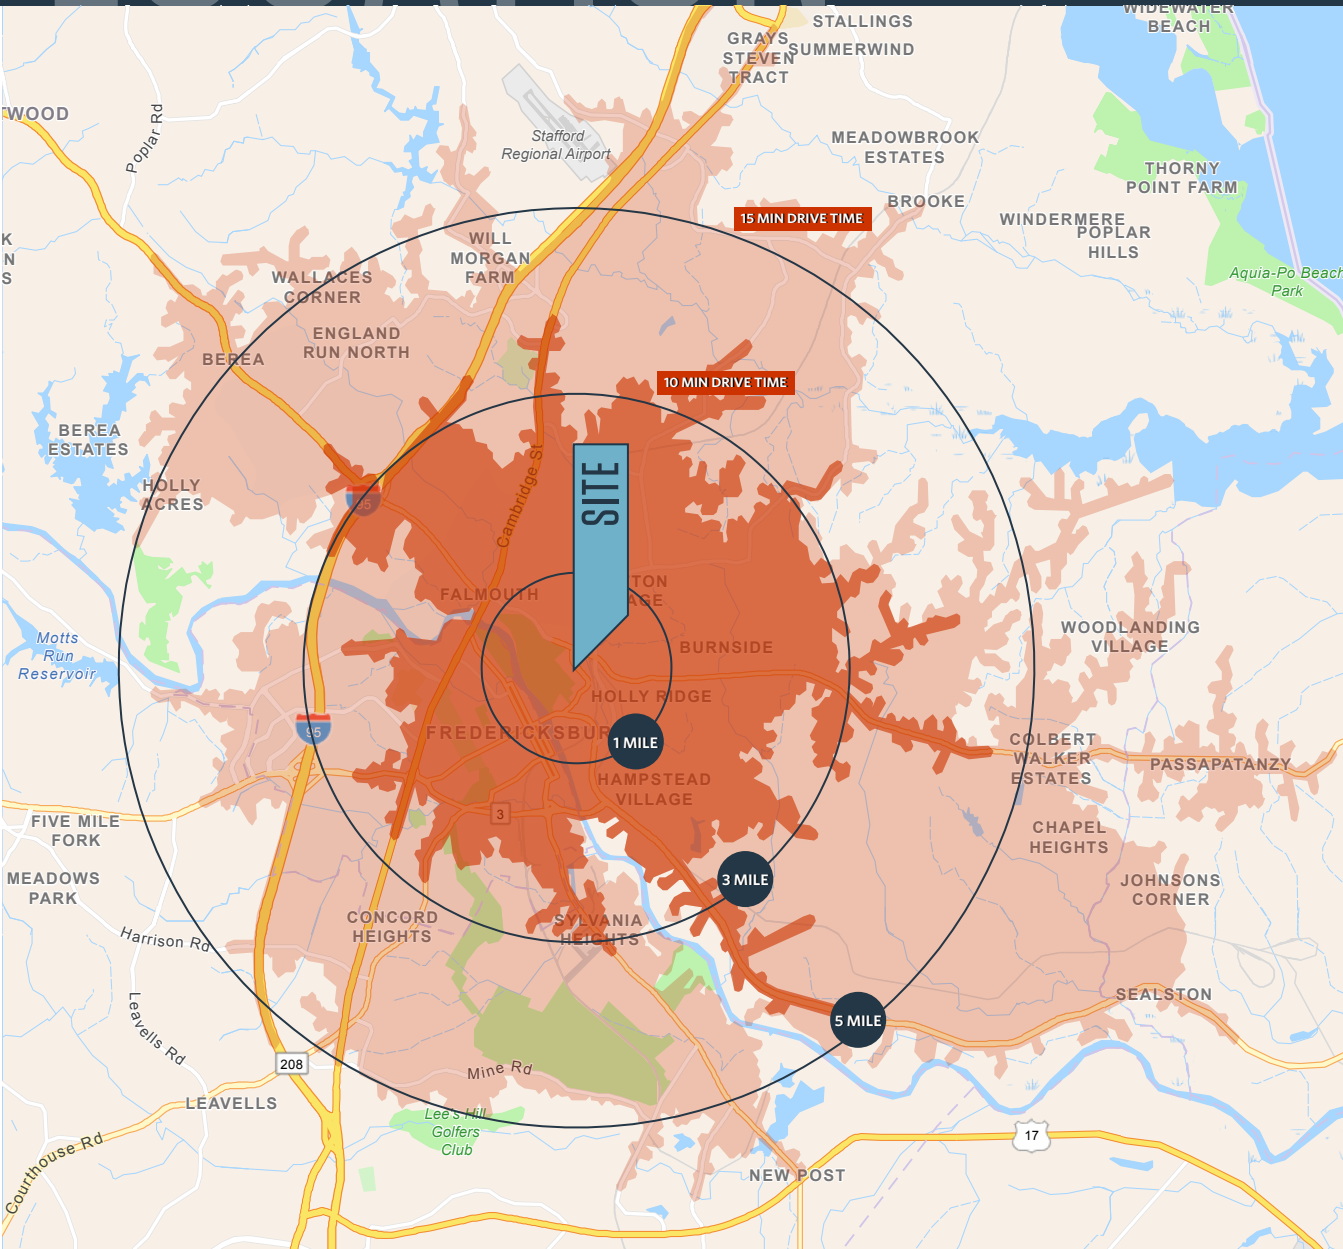 WIDEWATER
BEACH
STALLINGS
GRAYS
STEVEN
TRACT
SUMMERWIND
TWOOD
Poplar Rd
Stafford
Regional Airport
MEADOWBROOK
ESTATES
THORNY
POINT FARM
BROOKE
15 MIN DRIVE TIME
WINDERMERE
POPLAR
HILLS
K
N
S
WILL
MORGAN
FARM
WALLACES
CORNER
Aquia-Po Beach
Park
ENGLAND
RUN NORTH
BEREA
10 MIN DRIVE TIME
BEREA
ESTATES
Cambridge St
SITE
HOLLY
ACRES
95
FALMOUTH
TON
AGE
Motts
Run
Reservoir
BURNSIDE
WOODLANDING
VILLAGE
HOLLY RIDGE
95
FREDERICKSBUR
1 MILE
COLBERT
WALKER
ESTATES
PASSAPATANZY
HAMPSTEAD
VILLAGE
3
FIVE MILE
FORK
CHAPEL
HEIGHTS
MEADOWS
PARK
3 MILE
JOHNSONS
CORNER
CONCORD
HEIGHTS
SYLVANIA
HEIGHTS
Harrison Rd
SEALSTON
Leavells Rd
5 MILE
208
Mine Rd
LEAVELLS
Lee's Hill
Golfers
Club
17
Courthouse Rd
NEW POST